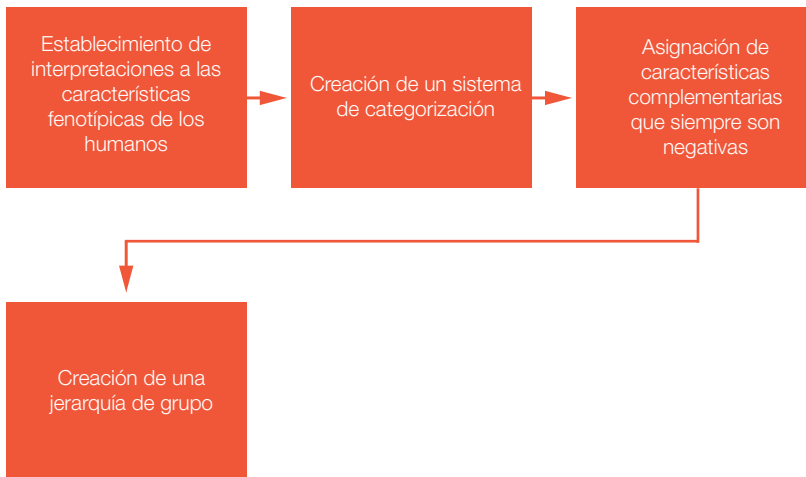 Establecimiento de
interpretaciones a las
características
fenotípicas de los
humanos
Creación de un sistema
de categorización
Asignación de
características
complementarias
que siempre son
negativas
Creación de una
jerarquía de grupo